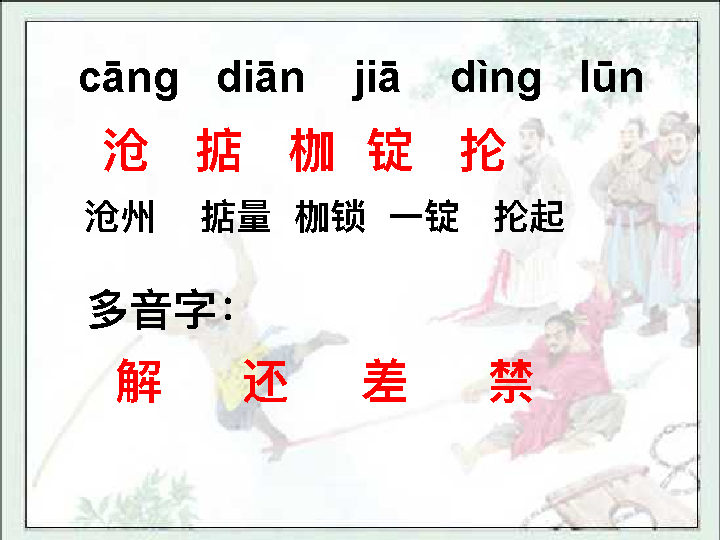 cāng diān jiā dìng lūn
沧 掂 枷 锭 抡
沧州 掂量 枷锁 一锭 抡起
多音字:
解 还 差 禁